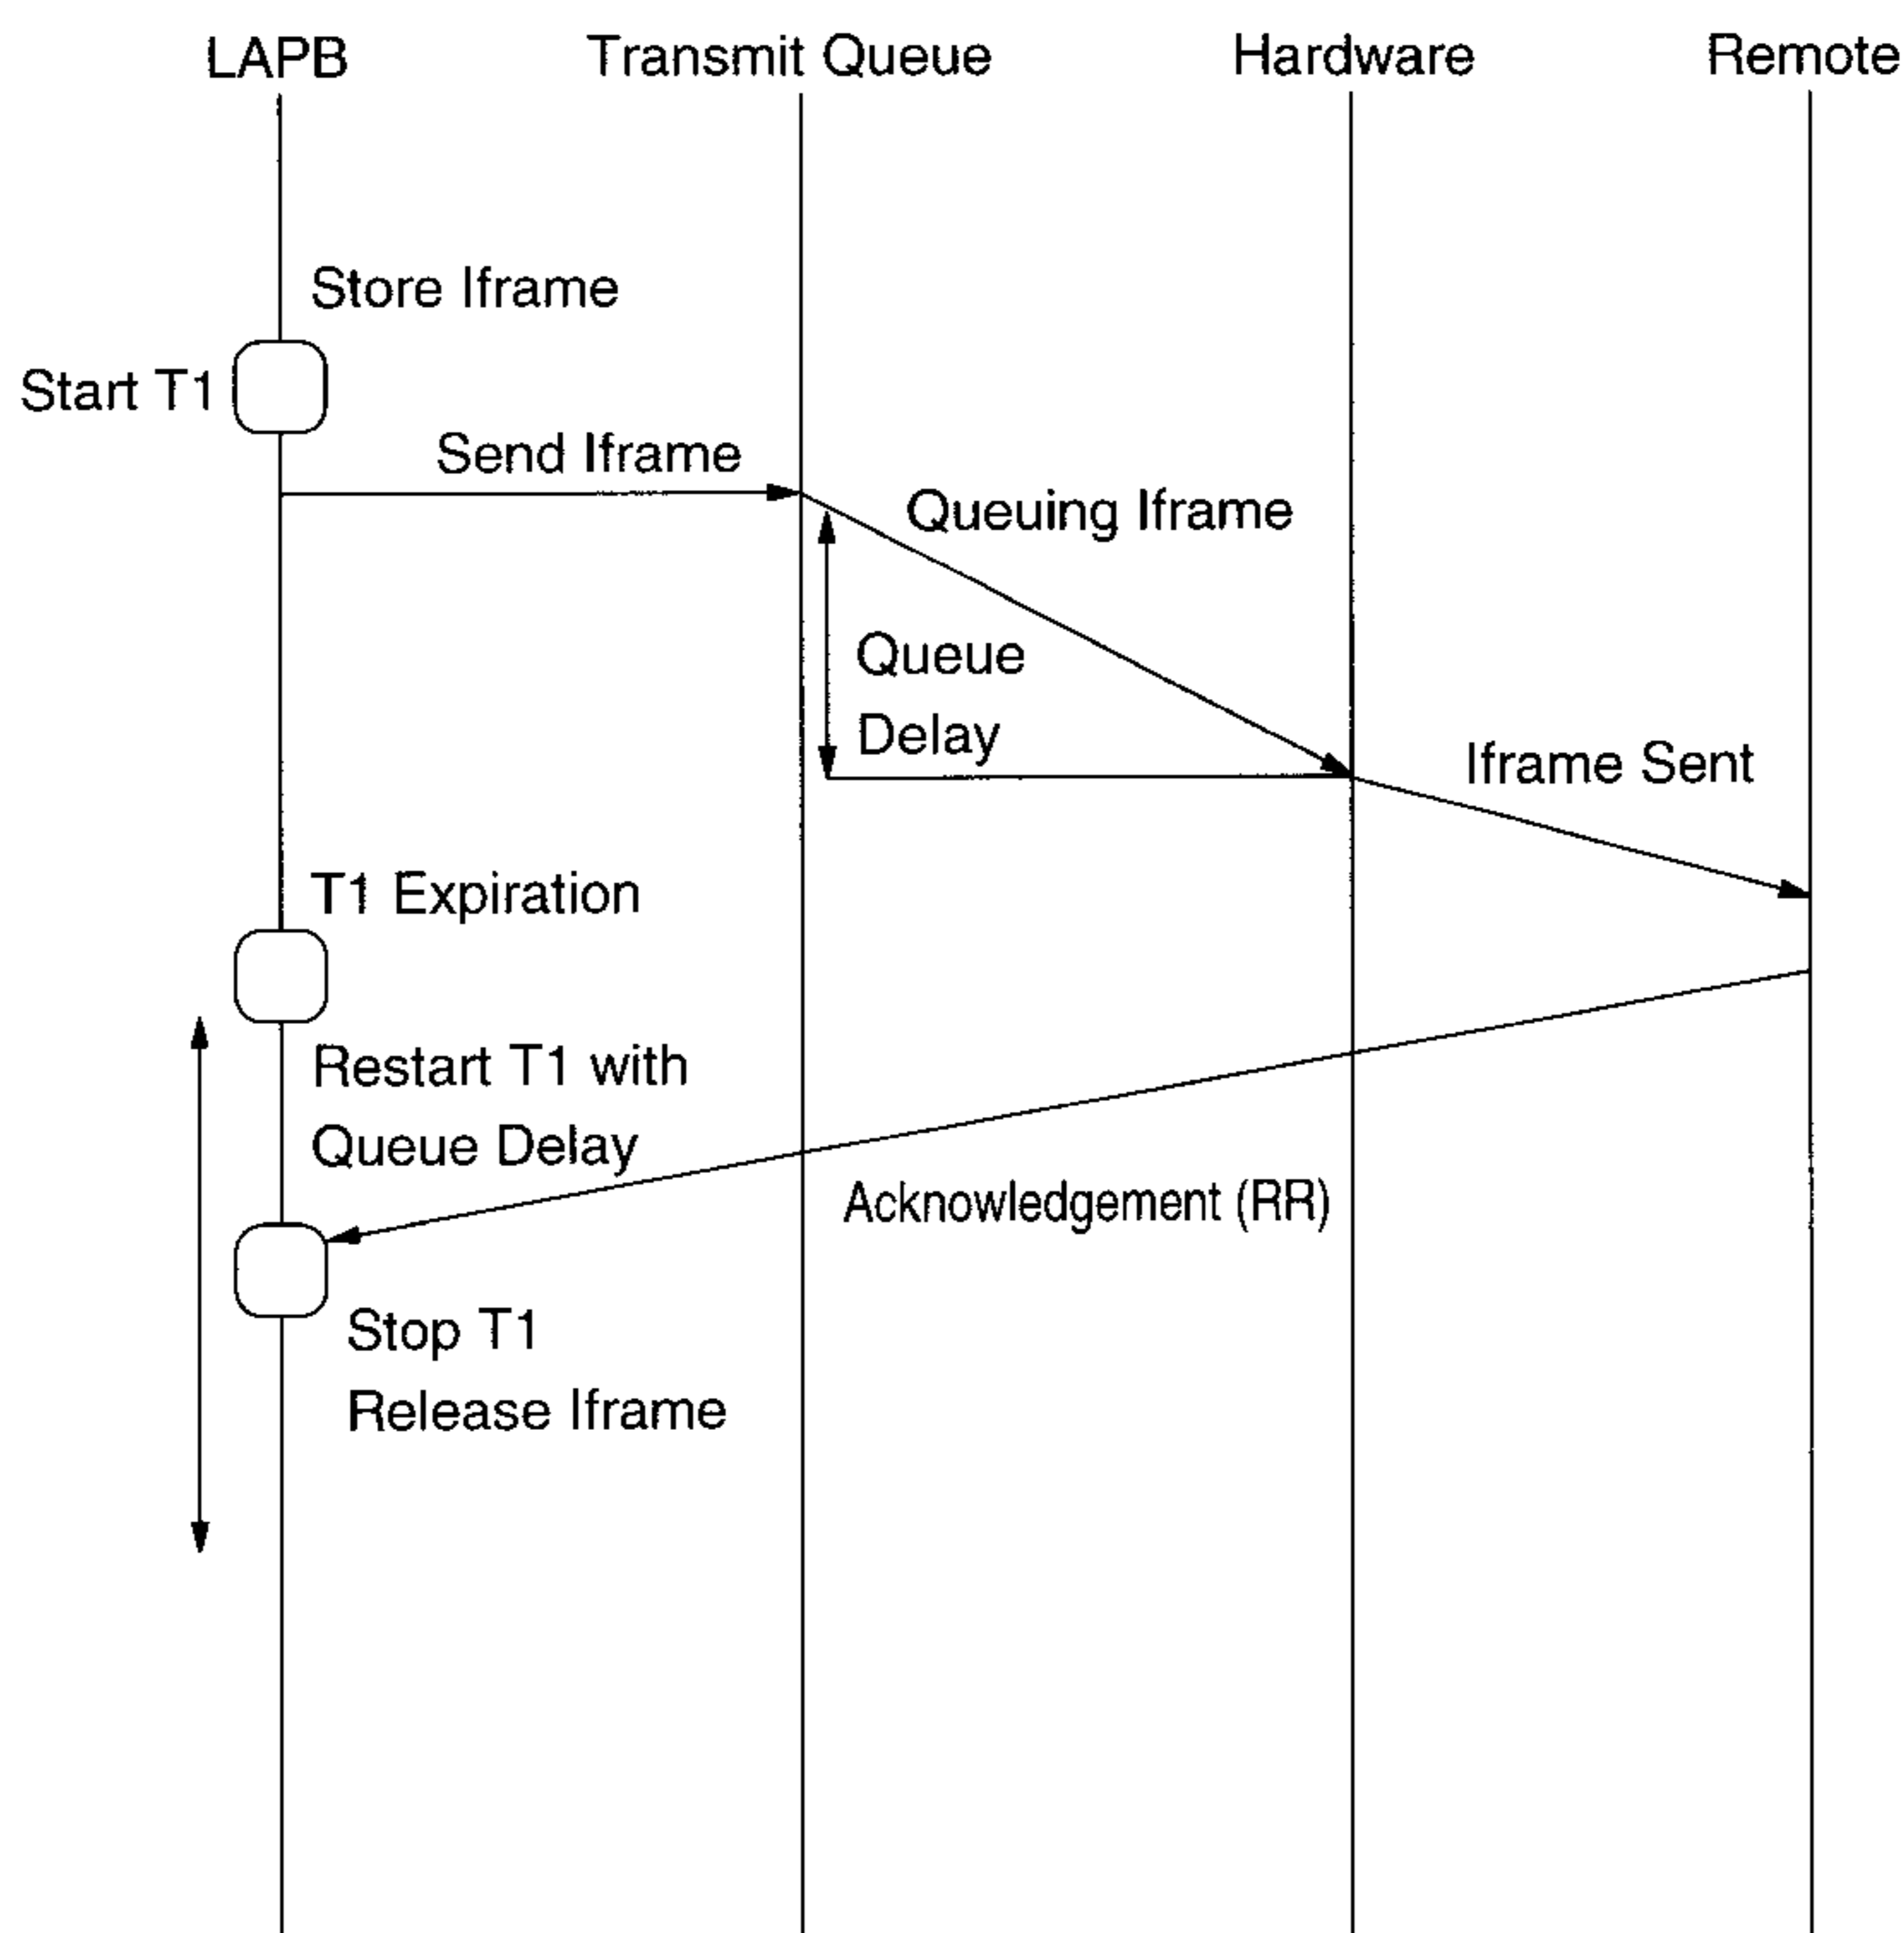 LAPB
Transmit Queue
Hardware
Remote
Store Iframe
Start T1
Send Iframe
Queuing Iframe
Queue
Delay
Iframe Sent
T1 Expiration
Restart T1 with
Queue Delay
Acknowledgement (RR)
Stop T1
Release Iframe